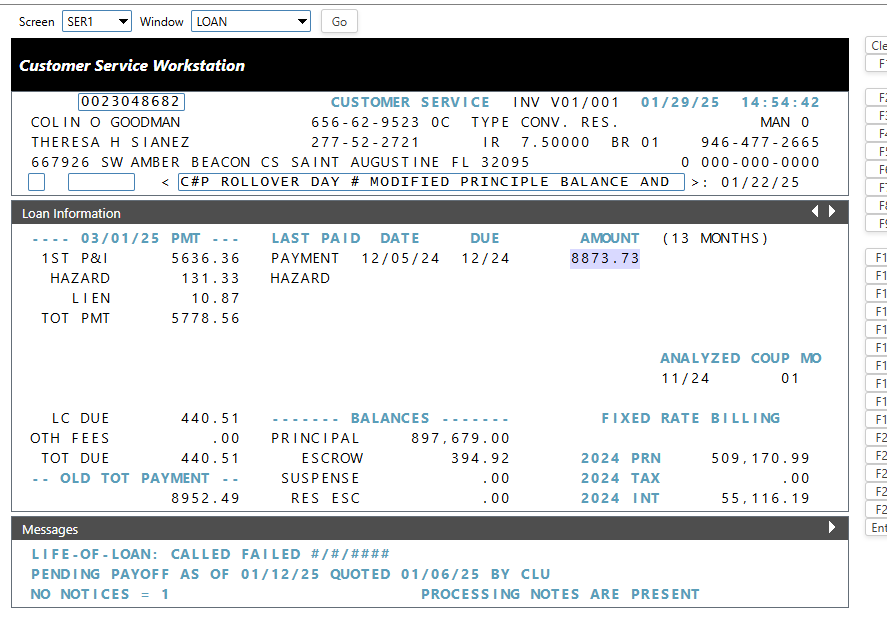 Screen SER1 Window LOAN Go
Customer Service Workstation
0023048682 CUSTOMER SERVICE INV V01/001 01/29/25 14:54:42
COLIN O GOODMAN 656-62-9523 0C TYPE CONV. RES. MAN 0
THERESA H SIANEZ 277-52-2721 IR 7.50000 BR 01 946-477-2665
667926 SW AMBER BEACON CS SAINT AUGUSTINE FL 32095 0 000-000-0000
< C#P ROLLOVER DAY # MODIFIED PRINCIPLE BALANCE AND >: 01/22/25
Loan Information
---- 03/01/25 PMT --- LAST PAID DATE DUE AMOUNT (13 MONTHS)
1ST P&I 5636.36 PAYMENT 12/05/24 12/24 8873.73
HAZARD 131.33 HAZARD
LIEN 10.87
TOT PMT 5778.56
ANALYZED COUP MO
11/24 01
LC DUE 440.51 ------- BALANCES ------- FIXED RATE BILLING
OTH FEES .00 PRINCIPAL 897,679.00
TOT DUE 440.51 ESCROW 394.92 2024 PRN 509,170.99
-- OLD TOT PAYMENT -- SUSPENSE .00 2024 TAX .00
8952.49 RES ESC .00 2024 INT 55,116.19
Messages
LIFE-OF-LOAN: CALLED FAILED #/#/####
PENDING PAYOFF AS OF 01/12/25 QUOTED 01/06/25 BY CLU
NO NOTICES = 1 PROCESSING NOTES ARE PRESENT